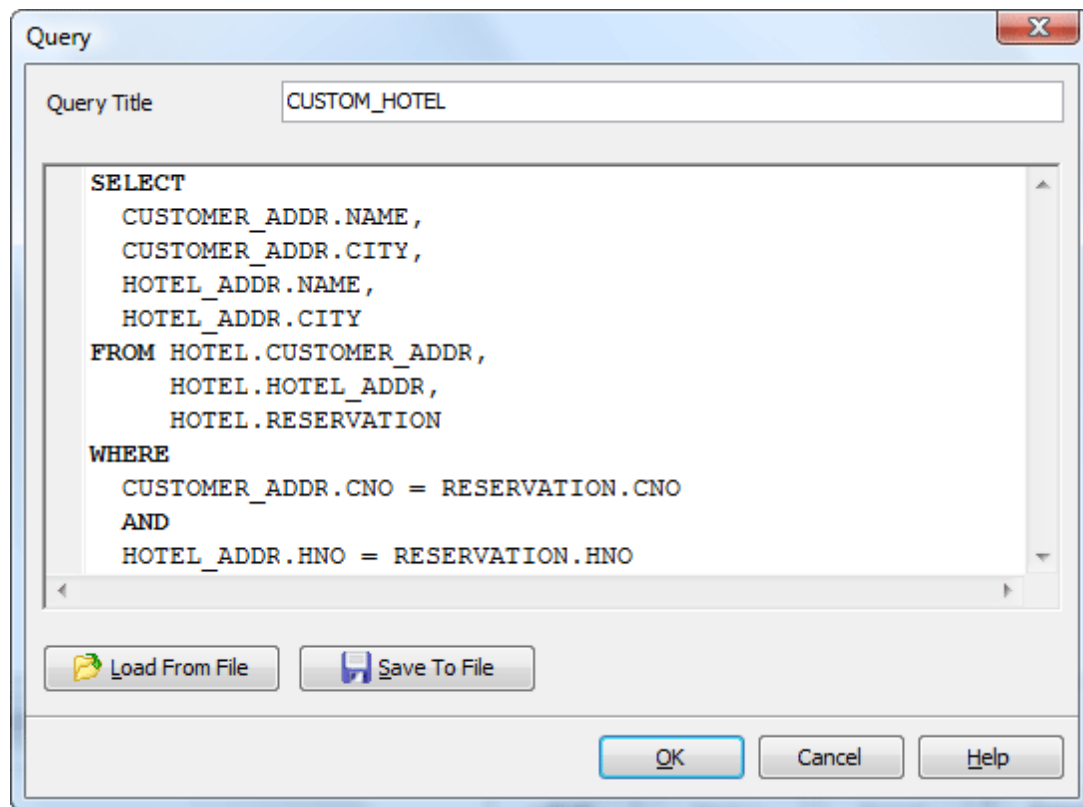 Query
Query Title CUSTOM_HOTEL
SELECT
CUSTOMER_ADDR.NAME,
CUSTOMER_ADDR.CITY,
HOTEL_ADDR.NAME,
HOTEL_ADDR.CITY
FROM HOTEL.CUSTOMER_ADDR,
HOTEL.HOTEL_ADDR,
HOTEL.RESERVATION
WHERE
CUSTOMER_ADDR.CNO = RESERVATION.CNO
AND
HOTEL_ADDR.HNO = RESERVATION.HNO
Load From File Save To File
OK Cancel Help